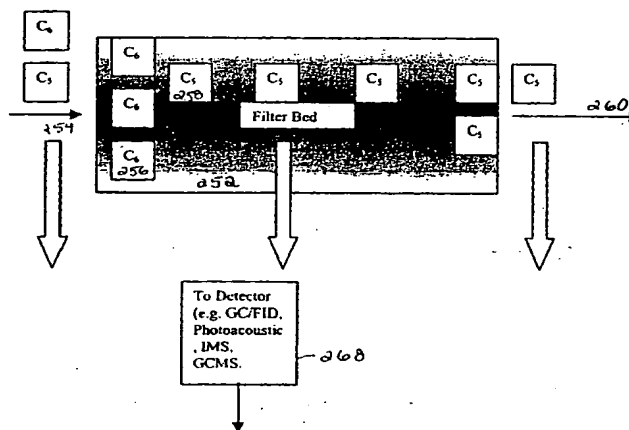 C6
C5
C6
C5
258
C5
C5
C5
C5
260
254
C6
Filter Bed
C5
C6
256
252
To Detector
(e.g. GC/FID,
Photoacoustic
, IMS,
GCMS.
268